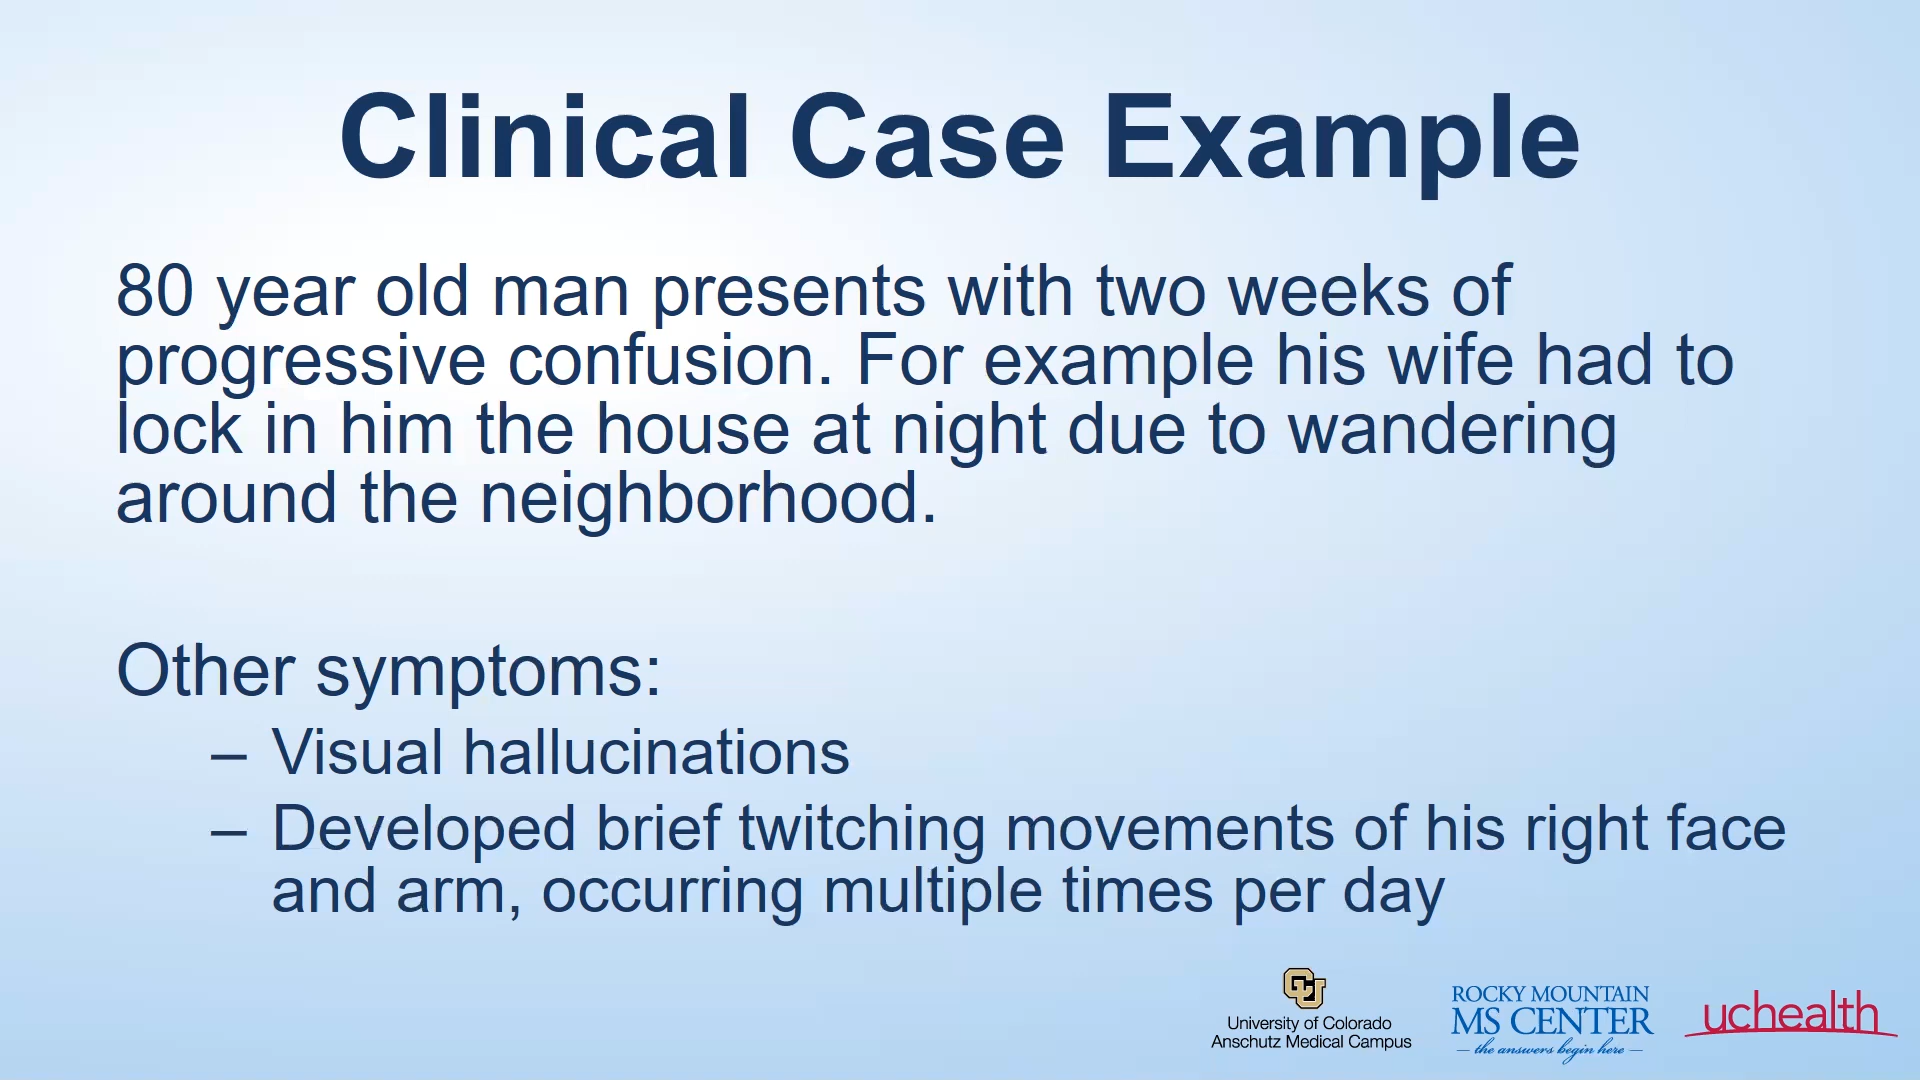 Clinical Case Example
80 year old man presents with two weeks of
progressive confusion. For example his wife had to
lock in him the house at night due to wandering
around the neighborhood.
Other symptoms:
– Visual hallucinations
– Developed brief twitching movements of his right face
and arm, occurring multiple times per day
CU
University of Colorado
Anschutz Medical Campus
ROCKY MOUNTAIN
MS CENTER
— the answers begin here —
uchealth